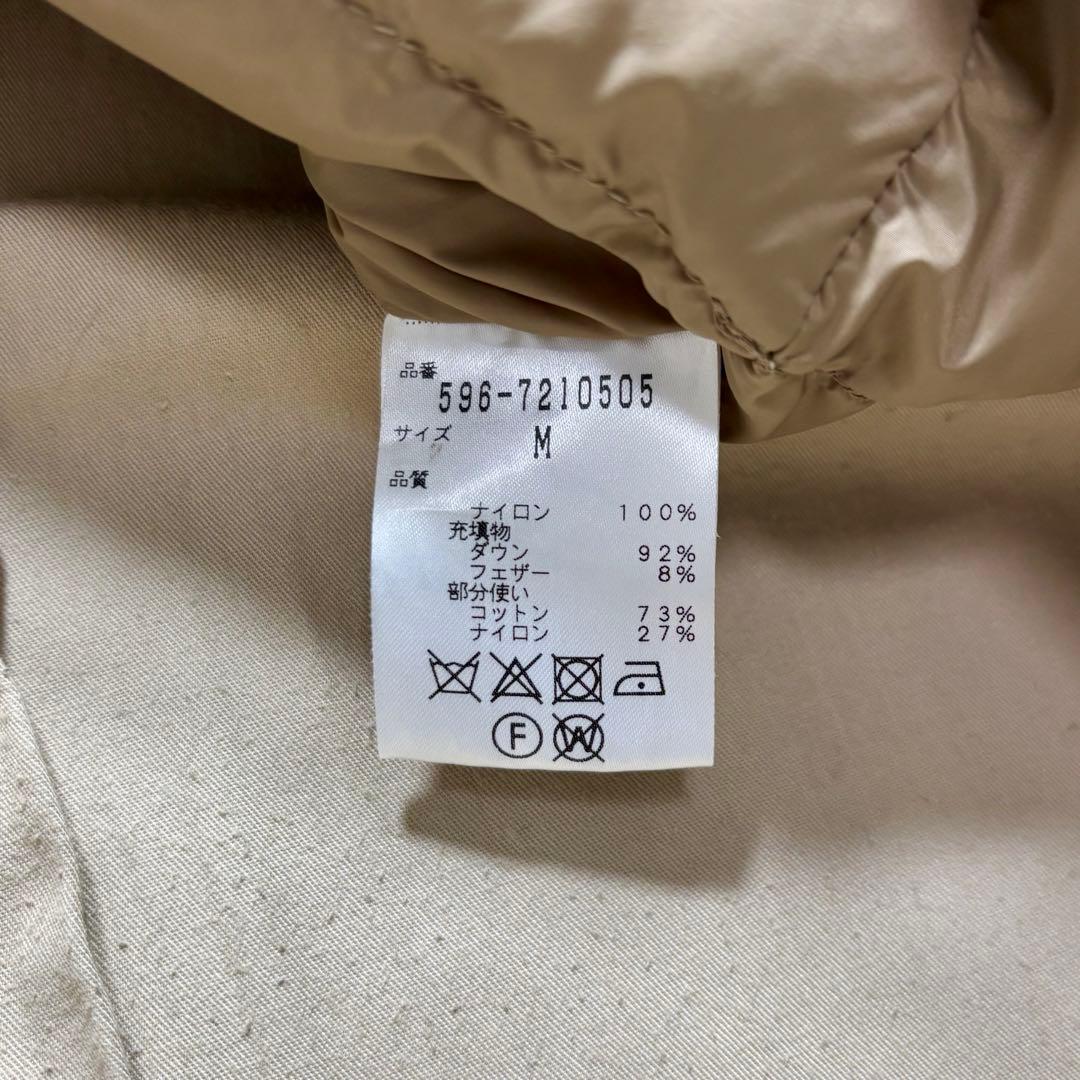 品番
596-7210505
サイズ M
品質
ナイロン 100%
充填物
ダウン 92%
フェザー 8%
部分使い
コットン 73%
ナイロン 27%
F W